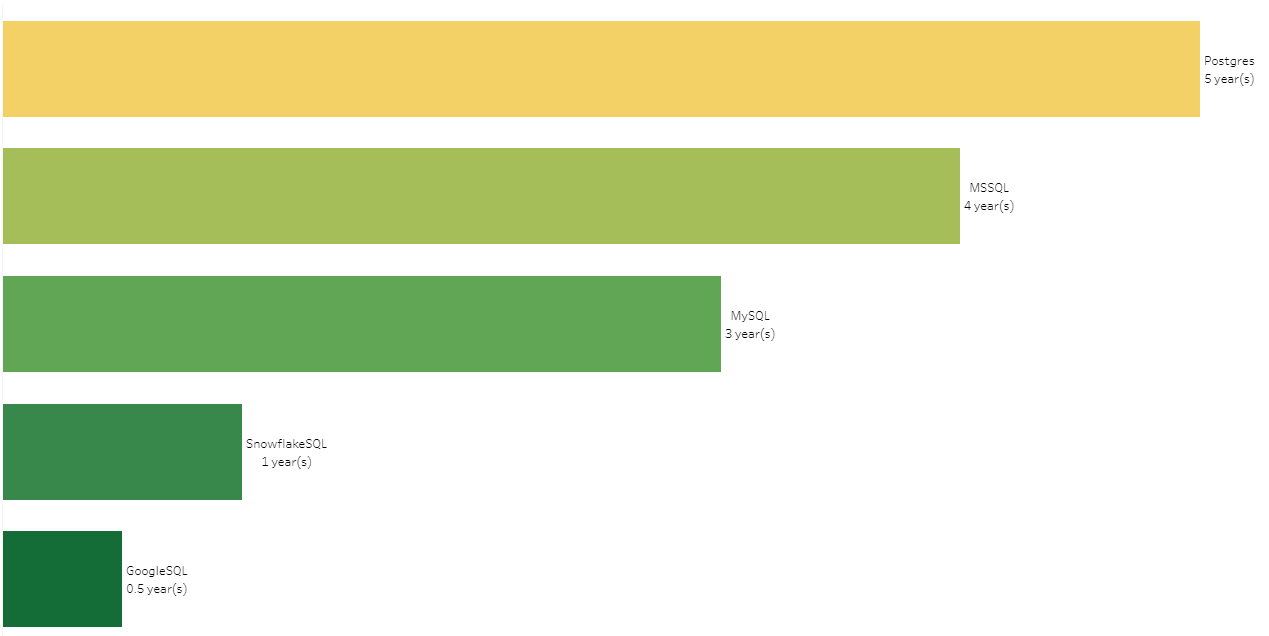 Postgres
5 year(s)
MSSQL
4 year(s)
MySQL
3 year(s)
SnowflakeSQL
1 year(s)
GoogleSQL
0.5 year(s)